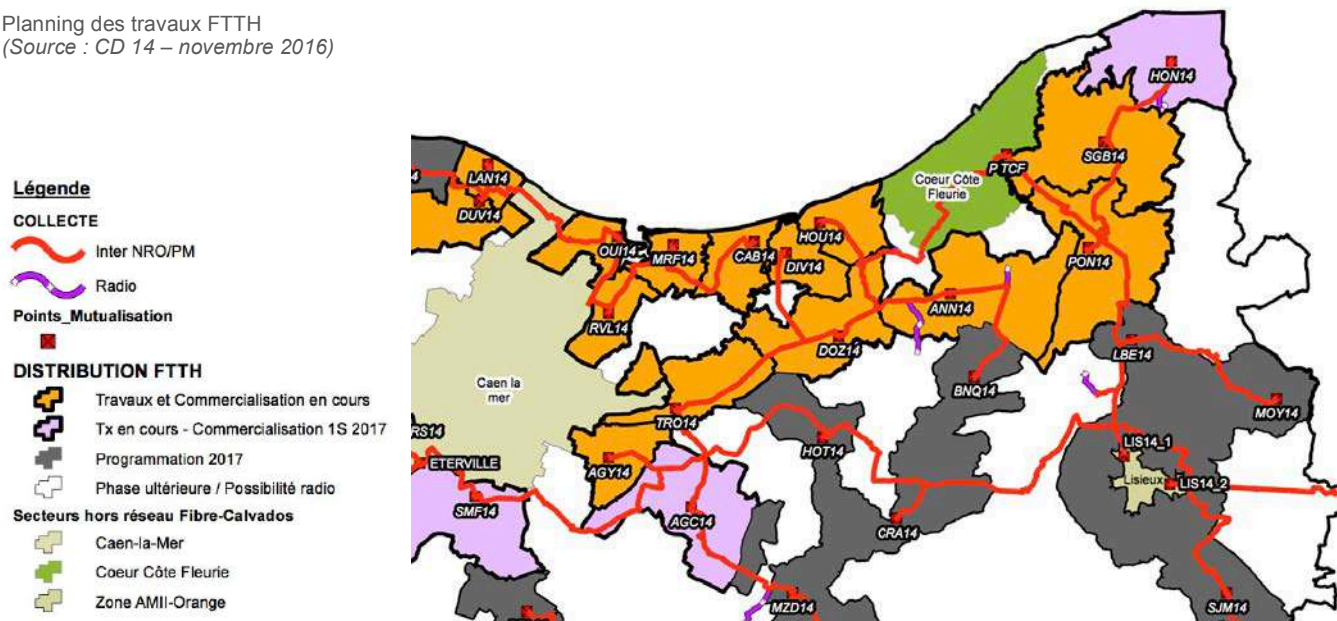 Planning des travaux FTTH
(Source : CD 14 – novembre 2016)
Légende
COLLECTE
Inter NRO/PM
Radio
Points_Mutualisation
DISTRIBUTION FTTH
Travaux et Commercialisation en cours
Tx en cours - Commercialisation 1S 2017
Programmation 2017
Phase ultérieure / Possibilité radio
Secteurs hors réseau Fibre-Calvados
Caen-la-Mer
Coeur Côte Fleurie
Zone AMII-Orange
HON14
SGB14
P TCF
LAN14
Coeur Côte
Fleurie
DUV14
HOU14
OUI14
MRF14
CAB14
DIV14
PON14
ANN14
RVL14
DOZ14
LBE14
Caen la
mer
BNQ14
MOY14
TRO14
RS14
HOT14
LIS14_1
ETERVILLE
AGY14
Lisieux
LIS14_2
SMF14
AGC14
CRA14
MZD14
SJM14